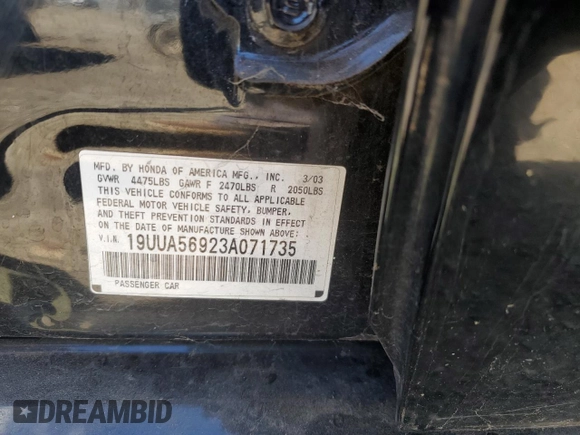 MFD. BY HONDA OF AMERICA MFG., INC. 3/03
GVWR 4475LBS GAWR F 2470LBS R 2050LBS
THIS VEHICLE CONFORMS TO ALL APPLICABLE
FEDERAL MOTOR VEHICLE SAFETY, BUMPER,
AND THEFT PREVENTION STANDARDS IN EFFECT
ON THE DATE OF MANUFACTURE SHOWN ABOVE:
V.I.N. 19UUA56923A071735
PASSENGER CAR
DREAMBID